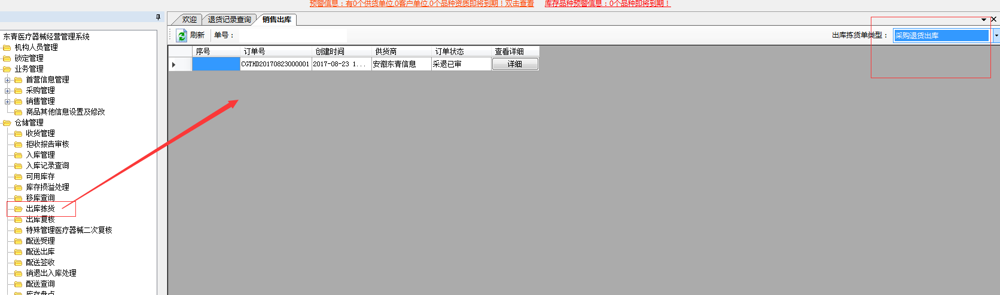 预警信息：有0个供货单位,0客户单位,0个品种资质即将到期！双击查看 库存品种预警信息：0个品种即将到期！
欢迎 退货记录查询 销售出库
刷新 单号： 出库拣货单类型： 采购退货出库
序号 订单号 创建时间 供货商 订单状态 查看详细
CGTHD20170823000001 2017-08-23 1... 安徽东青信息 采退已审 详细
东青医疗器械经营管理系统
机构人员管理
锁定管理
业务管理
首营信息管理
采购管理
销售管理
商品其他信息设置及修改
仓储管理
收货管理
拒收报告审核
入库管理
入库记录查询
可用库存
库存损溢处理
移库查询
出库拣货
出库复核
特殊管理医疗器械二次复核
配送受理
配送出库
配送签收
销退出入库处理
配送查询
库存盘点